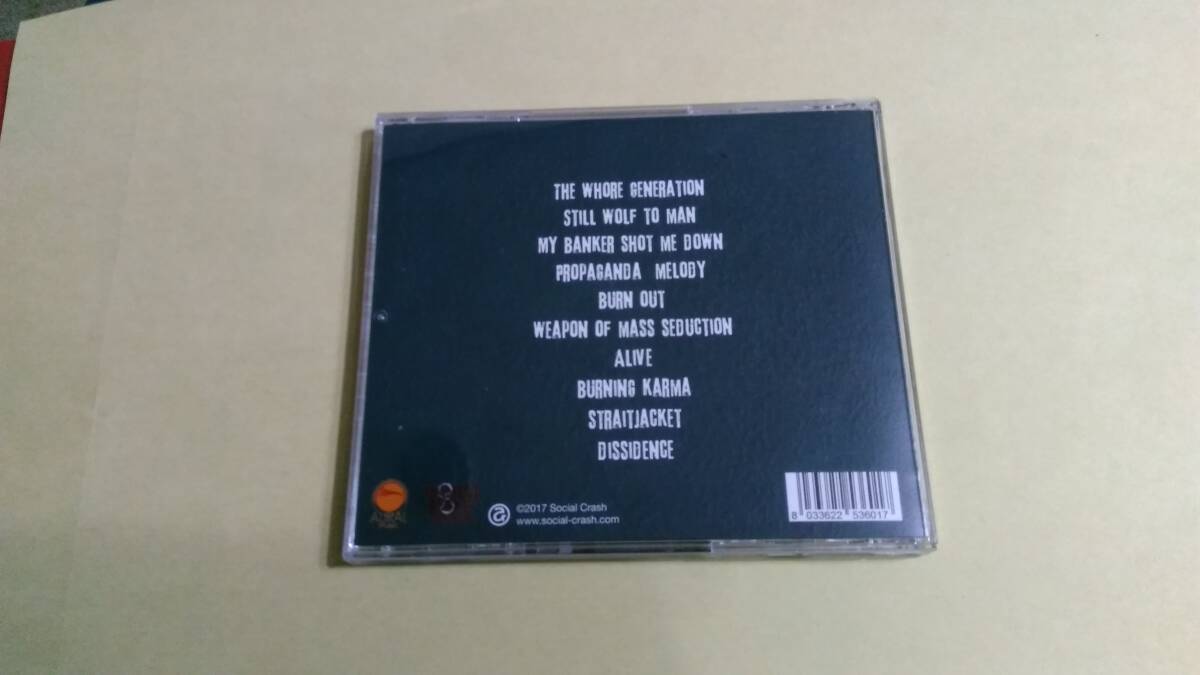 THE WHORE GENERATION
STILL WOLF TO MAN
MY BANKER SHOT ME DOWN
PROPAGANDA MELODY
BURN OUT
WEAPON OF MASS SEDUCTION
ALIVE
BURNING KARMA
STRAITJACKET
DISSIDENCE
©2017 Social Crash
www.social-crash.com
8 033622 536017